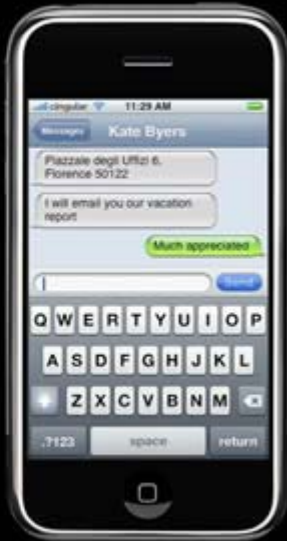 cingular 11:29 AM
Messages Kate Byers
Piazzale degli Uffizi 6,
Florence 50122
I will email you our vacation
report
Much appreciated
Send
Q W E R T Y U I O P
A S D F G H J K L
Z X C V B N M
.?123 space return